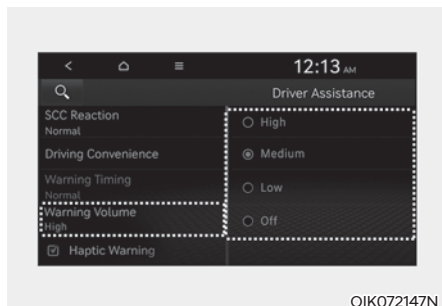 12:13 AM
Driver Assistance
SCC Reaction
Normal
Driving Convenience
Warning Timing
Normal
Warning Volume
High
Haptic Warning
High
Medium
Low
Off
OIK072147N